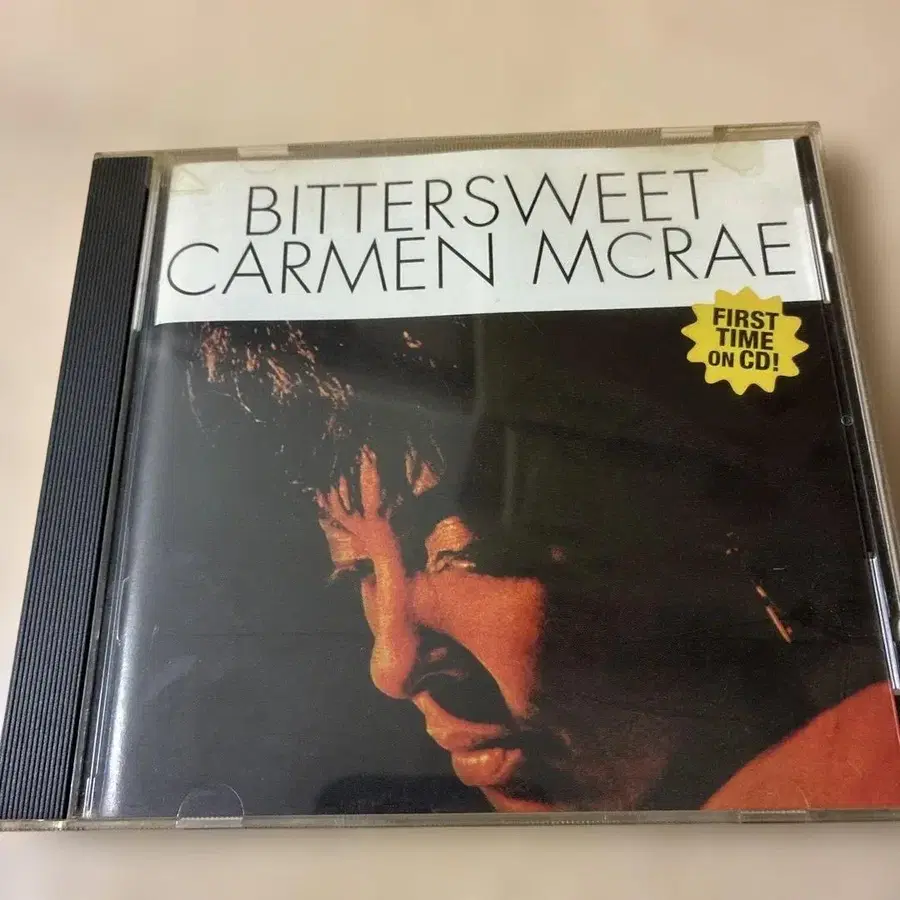 BITTERSWEET
CARMEN MCRAE
FIRST
TIME
ON CD!